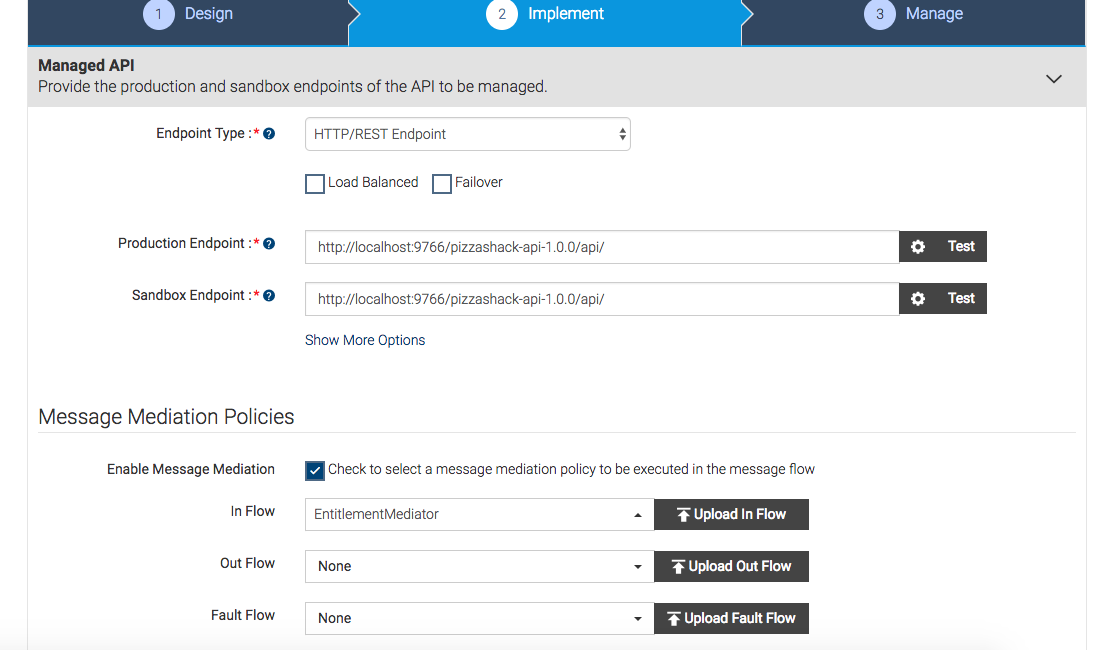 1 Design 2 Implement 3 Manage
Managed API
Provide the production and sandbox endpoints of the API to be managed.
Endpoint Type :* ? HTTP/REST Endpoint
Load Balanced Failover
Production Endpoint :* ? http://localhost:9766/pizzashack-api-1.0.0/api/ Test
Sandbox Endpoint :* ? http://localhost:9766/pizzashack-api-1.0.0/api/ Test
Show More Options
Message Mediation Policies
Enable Message Mediation Check to select a message mediation policy to be executed in the message flow
In Flow EntitlementMediator Upload In Flow
Out Flow None Upload Out Flow
Fault Flow None Upload Fault Flow